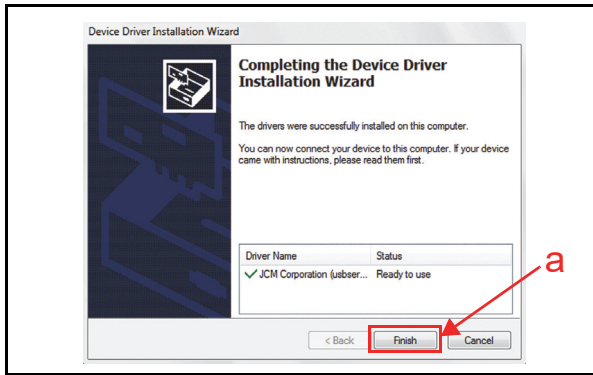 Device Driver Installation Wizard
Completing the Device Driver
Installation Wizard
The drivers were successfully installed on this computer.
You can now connect your device to this computer. If your device
came with instructions, please read them first.
Driver Name Status
JCM Corporation (usbser... Ready to use
a
< Back Finish Cancel